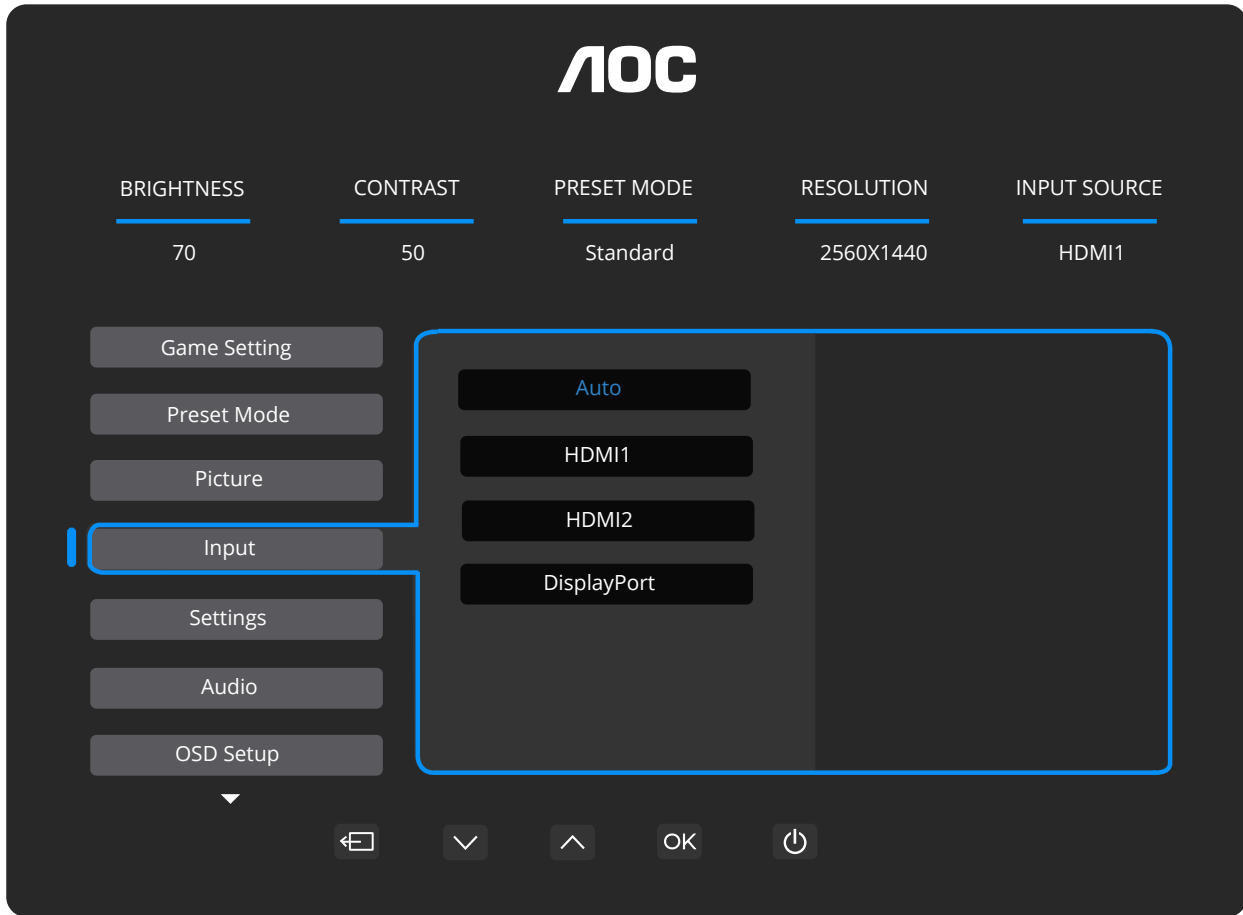 AOC
BRIGHTNESS CONTRAST PRESET MODE RESOLUTION INPUT SOURCE
70 50 Standard 2560X1440 HDMI1
Game Setting
Preset Mode
Picture
Input
Settings
Audio
OSD Setup
Auto
HDMI1
HDMI2
DisplayPort
OK